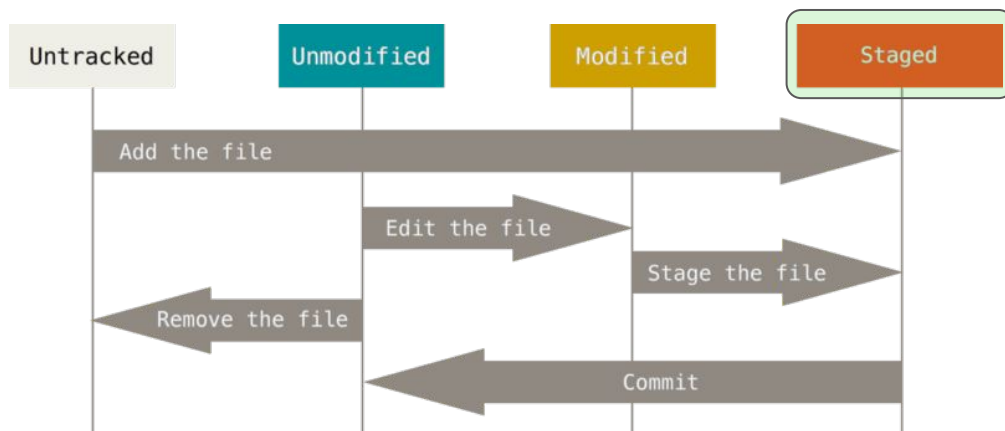 Untracked
Unmodified
Modified
Staged
Add the file
Edit the file
Stage the file
Remove the file
Commit